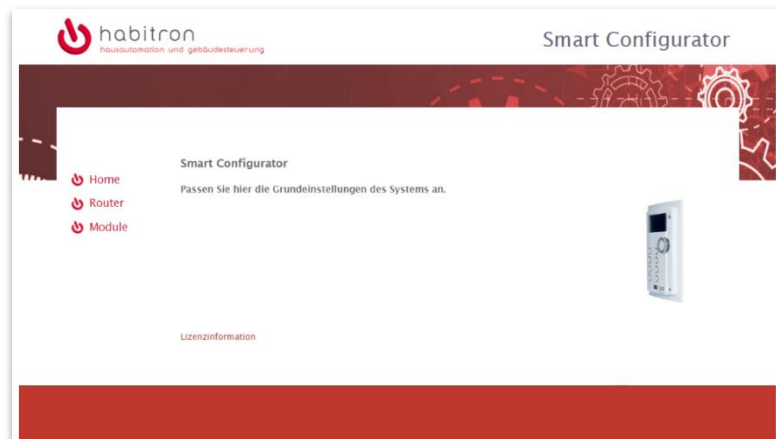 habitron
hausautomation und gebäudesteuerung
Smart Configurator
Smart Configurator
Passen Sie hier die Grundeinstellungen des Systems an.
Home
Router
Module
Lizenzinformation